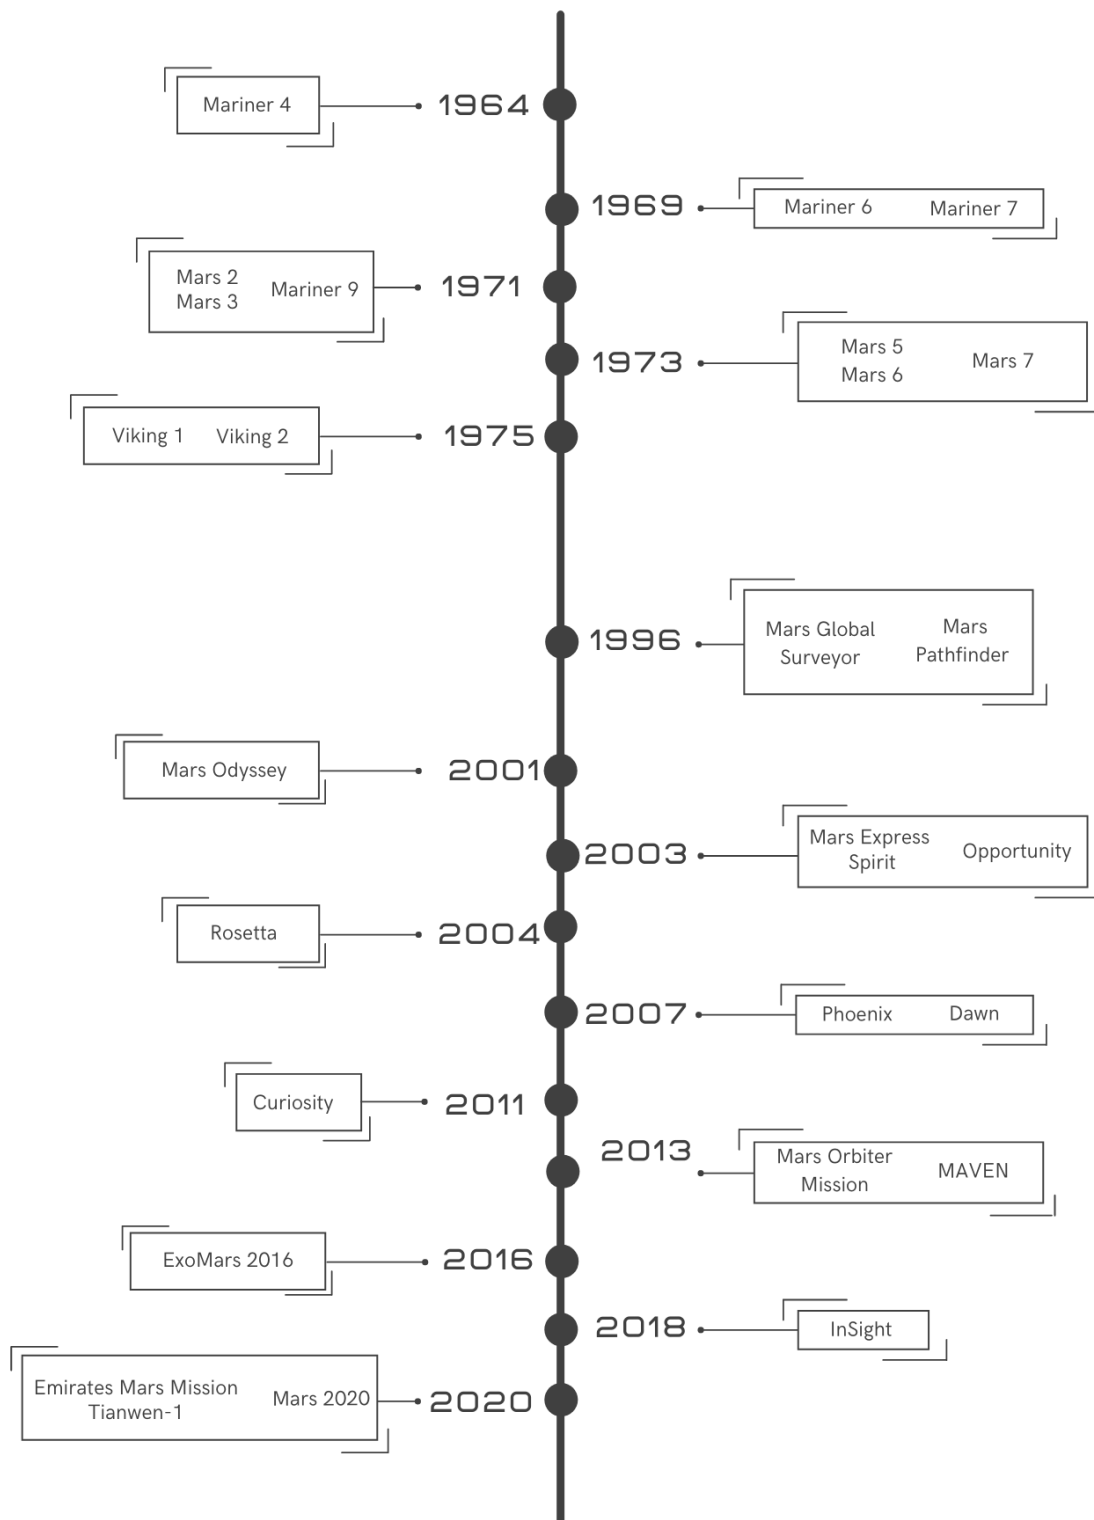 Mariner 4
1964
1969
Mariner 6 Mariner 7
Mars 2
Mars 3
Mariner 9
1971
1973
Mars 5
Mars 6
Mars 7
Viking 1 Viking 2
1975
1996
Mars Global
Surveyor
Mars
Pathfinder
Mars Odyssey
2001
2003
Mars Express
Spirit
Opportunity
Rosetta
2004
2007
Phoenix Dawn
Curiosity
2011
2013
Mars Orbiter
Mission
MAVEN
ExoMars 2016
2016
2018
InSight
Emirates Mars Mission
Tianwen-1
Mars 2020
2020